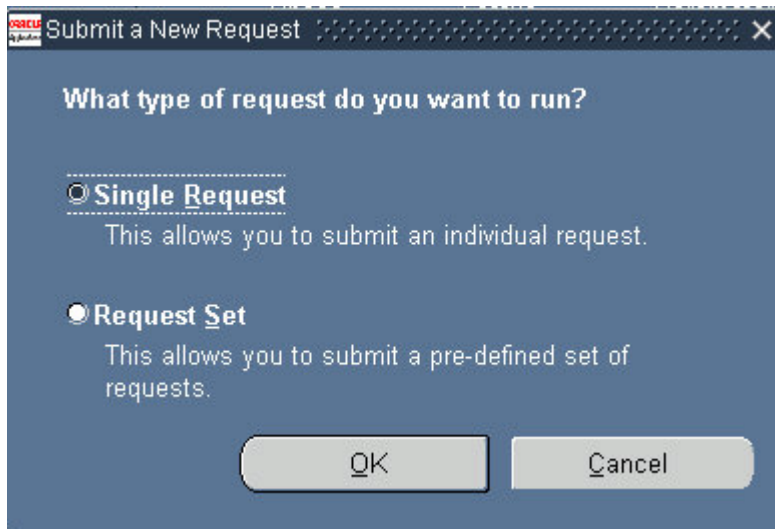 ORACLE
Submit a New Request
What type of request do you want to run?
Single Request
This allows you to submit an individual request.
Request Set
This allows you to submit a pre-defined set of
requests.
OK
Cancel